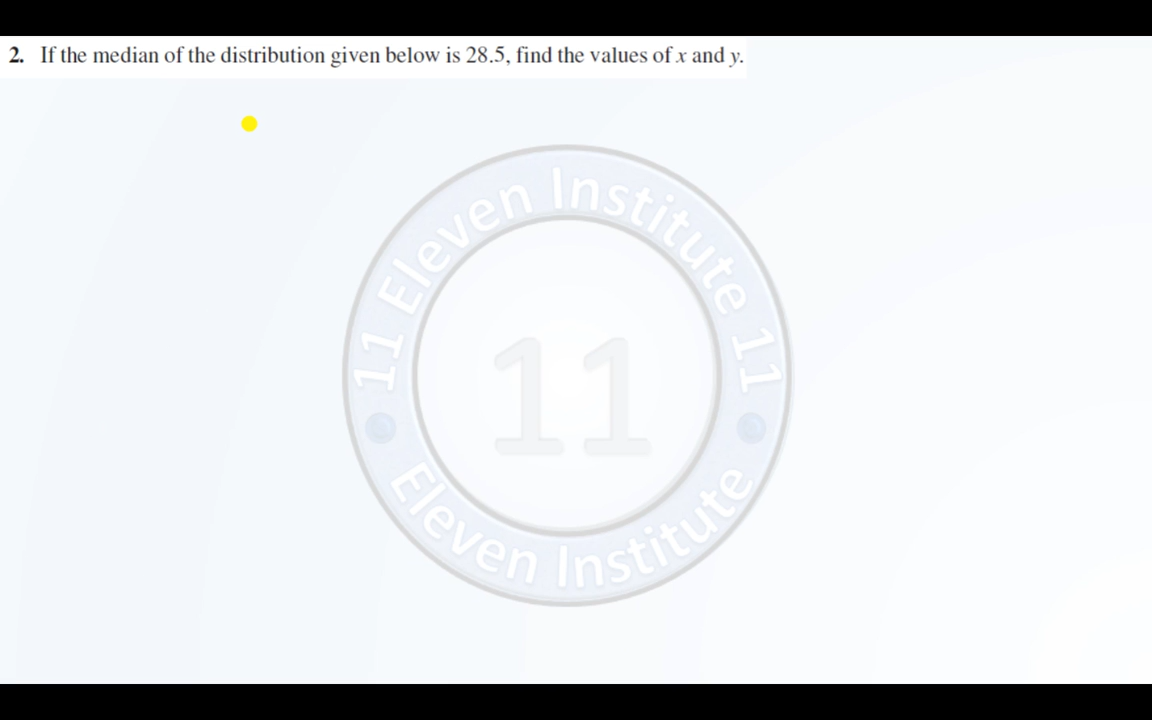 2. If the median of the distribution given below is 28.5, find the values of x and y.
11 Eleven Institute 11
11
Eleven Institute